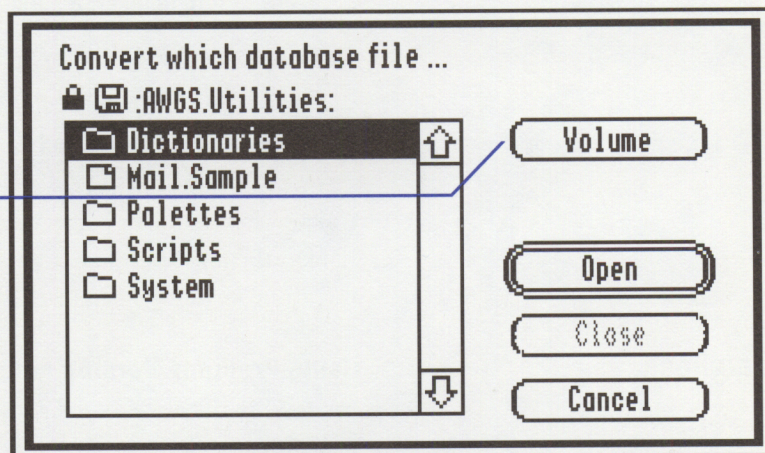 Convert which database file ...
:AWGS.Utilities:
Dictionaries
Mail.Sample
Palettes
Scripts
System
Volume
Open
Close
Cancel